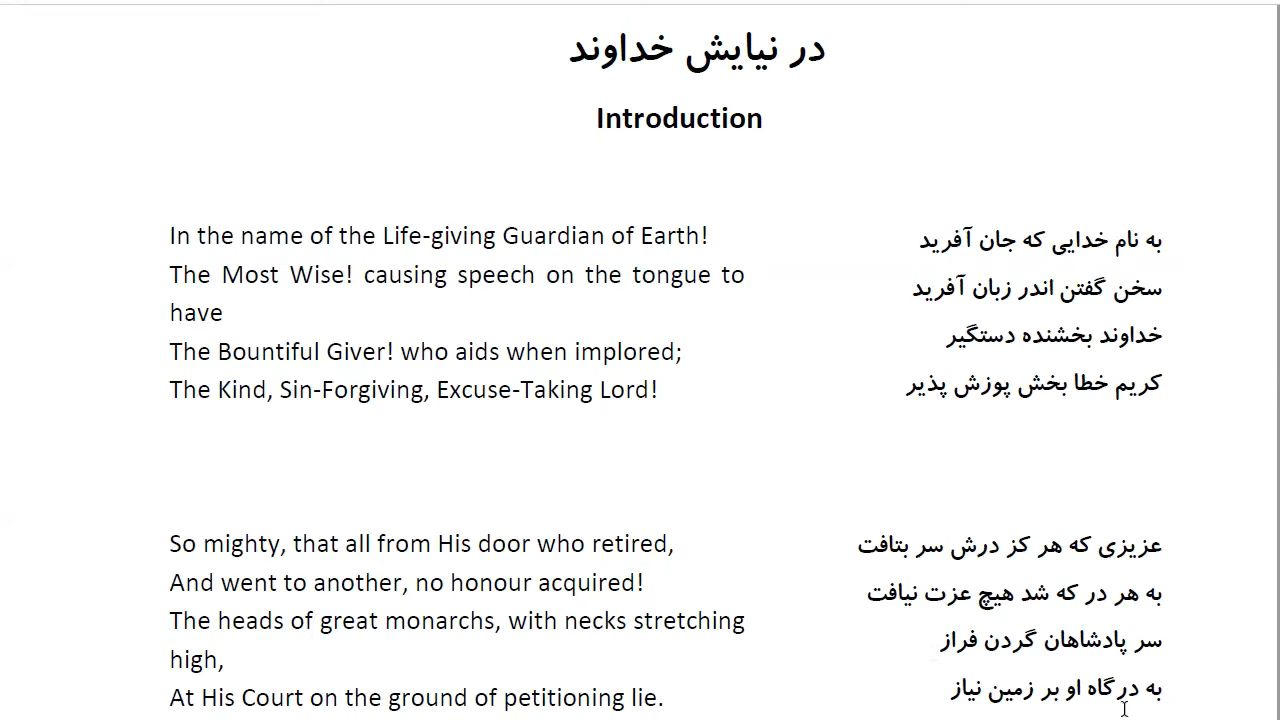 در نیایش خداوند
Introduction
In the name of the Life-giving Guardian of Earth!
The Most Wise! causing speech on the tongue to
have
The Bountiful Giver! who aids when implored;
The Kind, Sin-Forgiving, Excuse-Taking Lord!
به نام خدایی که جان آفرید
سخن گفتن اندر زبان آفرید
خداوند بخشنده دستگیر
کریم خطا بخش پوزش پذیر
So mighty, that all from His door who retired,
And went to another, no honour acquired!
The heads of great monarchs, with necks stretching
high,
At His Court on the ground of petitioning lie.
عزیزی که هر کز درش سر بتافت
به هر در که شد هیچ عزت نیافت
سر پادشاهان گردن فراز
به درگاه او بر زمین نیاز